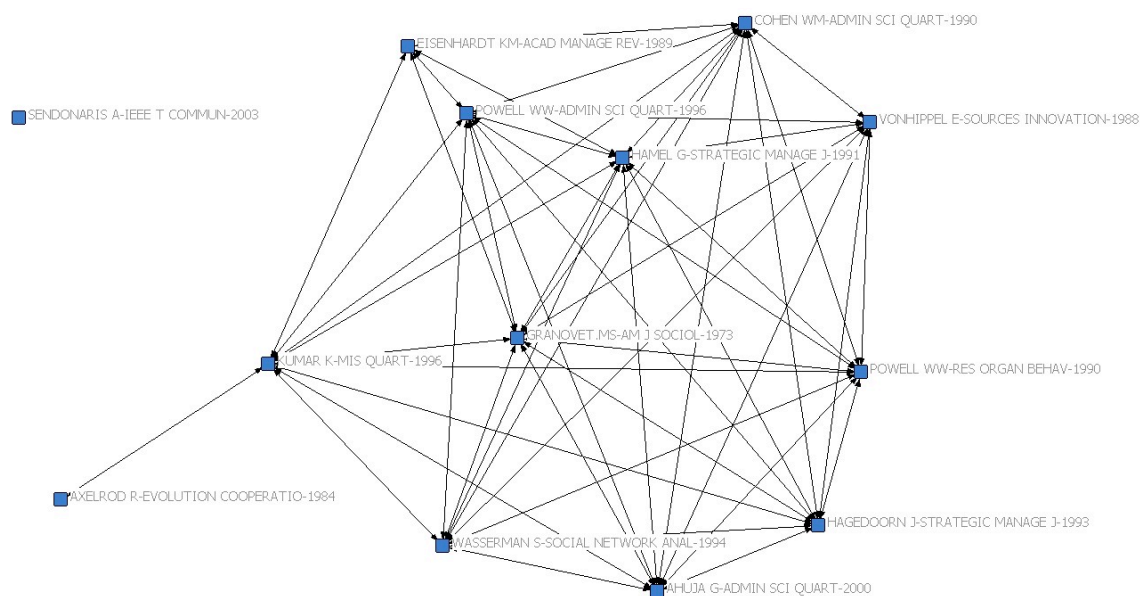 COHEN WM-ADMIN SCI QUART-1990
EISENHARDT KM-ACAD MANAGE REV-1989
POWELL WW-ADMIN SCI QUART-1996
SENDONARIS A-IEEE T COMMUN-2003
VONHIPPEL E-SOURCES INNOVATION-1988
HAMEL G-STRATEGIC MANAGE J-1991
GRANOVET.MS-AM J SOCIOL-1973
KUMAR K-MIS QUART-1996
POWELL WW-RES ORGAN BEHAV-1990
AXELROD R-EVOLUTION COOPERATIO-1984
HAGEDOORN J-STRATEGIC MANAGE J-1993
WASSERMAN S-SOCIAL NETWORK ANAL-1994
AHUJA G-ADMIN SCI QUART-2000